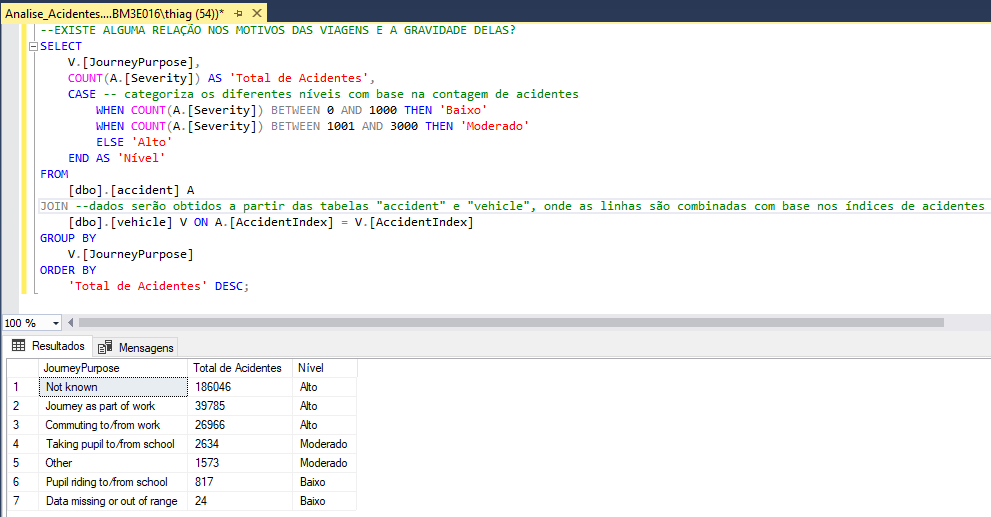 Analise_Acidentes....BM3E016\thiag (54))*
--EXISTE ALGUMA RELAÇÃO NOS MOTIVOS DAS VIAGENS E A GRAVIDADE DELAS?
SELECT
V.[JourneyPurpose],
COUNT(A.[Severity]) AS 'Total de Acidentes',
CASE -- categoriza os diferentes níveis com base na contagem de acidentes
WHEN COUNT(A.[Severity]) BETWEEN 0 AND 1000 THEN 'Baixo'
WHEN COUNT(A.[Severity]) BETWEEN 1001 AND 3000 THEN 'Moderado'
ELSE 'Alto'
END AS 'Nível'
FROM
[dbo].[accident] A
JOIN --dados serão obtidos a partir das tabelas "accident" e "vehicle", onde as linhas são combinadas com base nos índices de acidentes
[dbo].[vehicle] V ON A.[AccidentIndex] = V.[AccidentIndex]
GROUP BY
V.[JourneyPurpose]
ORDER BY
'Total de Acidentes' DESC;
100 %
Resultados Mensagens
JourneyPurpose Total de Acidentes Nível
1 Not known 186046 Alto
2 Journey as part of work 39785 Alto
3 Commuting to/from work 26966 Alto
4 Taking pupil to/from school 2634 Moderado
5 Other 1573 Moderado
6 Pupil riding to/from school 817 Baixo
7 Data missing or out of range 24 Baixo